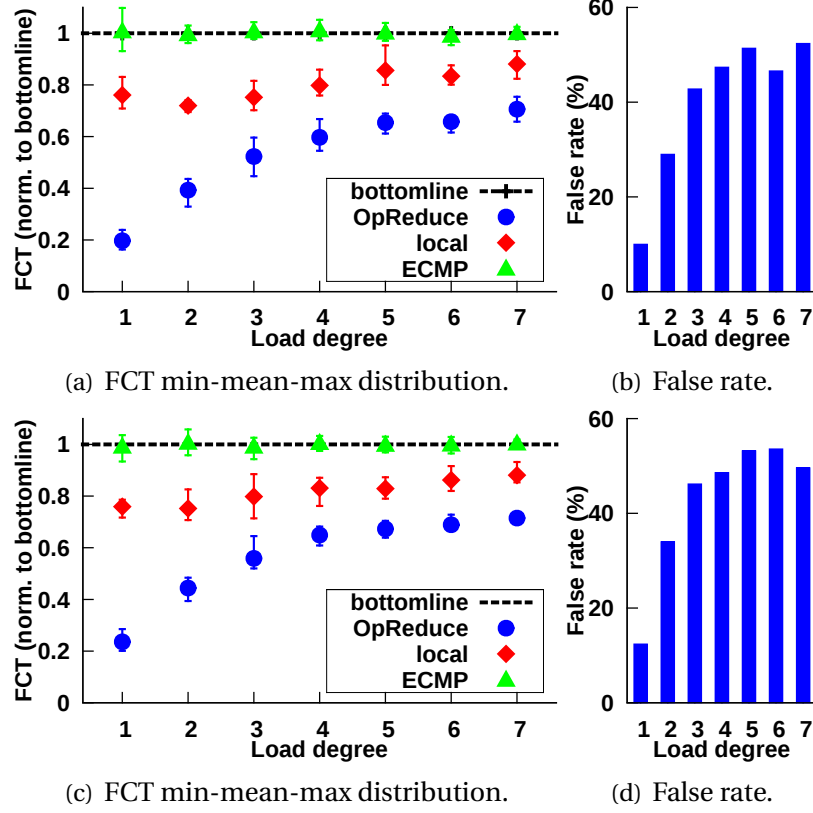 FCT (norm. to bottomline)
1
0.8
0.6
0.4
0.2
0
bottomline
OpReduce
local
ECMP
1 2 3 4 5 6 7
Load degree
(a) FCT min-mean-max distribution.
False rate (%)
60
40
20
0
1 2 3 4 5 6 7
Load degree
(b) False rate.
FCT (norm. to bottomline)
1
0.8
0.6
0.4
0.2
0
bottomline
OpReduce
local
ECMP
1 2 3 4 5 6 7
Load degree
(c) FCT min-mean-max distribution.
False rate (%)
60
40
20
0
1 2 3 4 5 6 7
Load degree
(d) False rate.